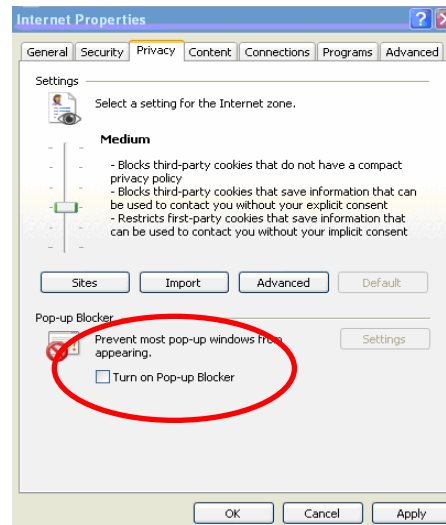 Internet Properties
General Security Privacy Content Connections Programs Advanced
Settings
Select a setting for the Internet zone.
Medium
- Blocks third-party cookies that do not have a compact
privacy policy
- Blocks third-party cookies that save information that can
be used to contact you without your explicit consent
- Restricts first-party cookies that save information that
can be used to contact you without your implicit consent
Sites Import Advanced Default
Pop-up Blocker
Prevent most pop-up windows from Settings
appearing.
Turn on Pop-up Blocker
OK Cancel Apply